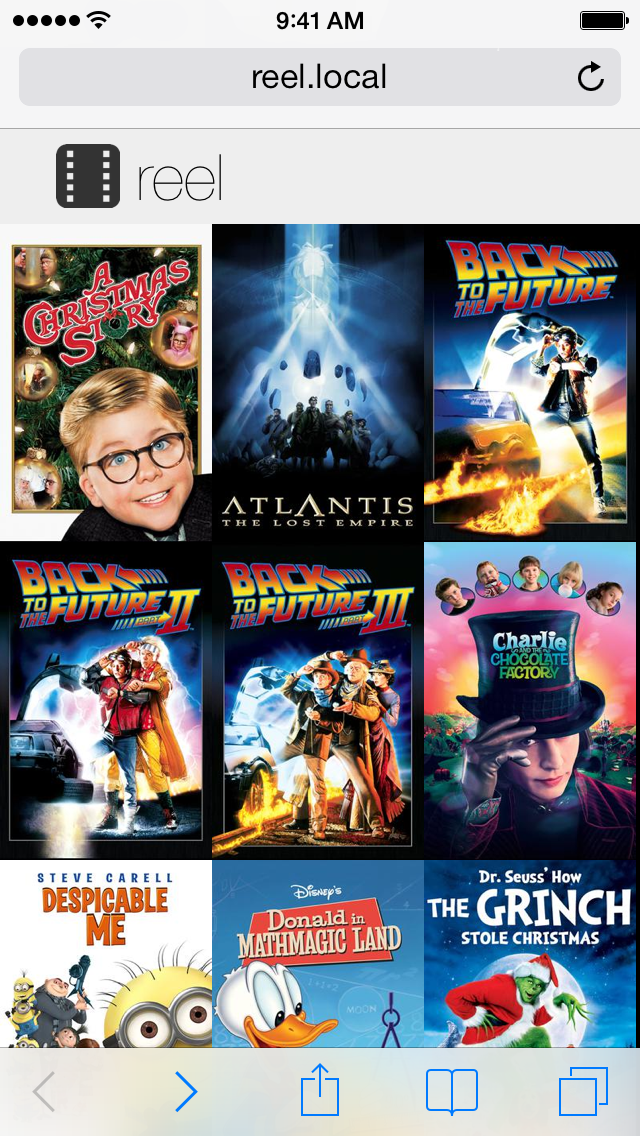 9:41 AM
reel.local
reel
A
CHRISTMAS
STORY
ATLANTIS
THE LOST EMPIRE
BACK
TO THE FUTURE
BACK
TO THE FUTURE
PART II
BACK
TO THE FUTURE
PART III
Charlie
AND THE
CHOCOLATE
FACTORY
STEVE CARELL
DESPICABLE
ME
DISNEY'S
Donald in
MATHMAGIC LAND
MOON
Dr. Seuss' How
THE GRINCH
STOLE CHRISTMAS